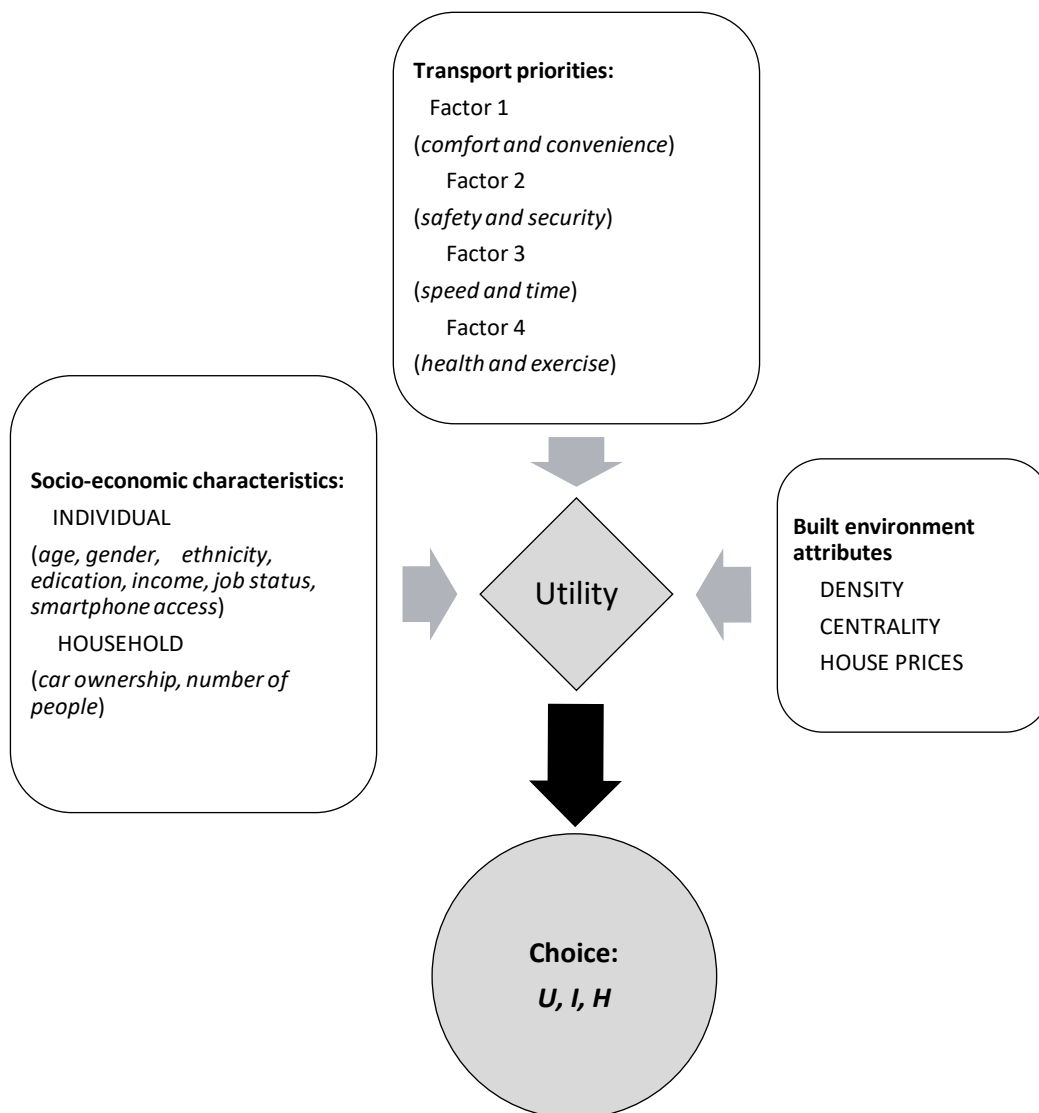 Transport priorities:
Factor 1
(comfort and convenience)
Factor 2
(safety and security)
Factor 3
(speed and time)
Factor 4
(health and exercise)
Socio-economic characteristics:
INDIVIDUAL
(age, gender, ethnicity,
edication, income, job status,
smartphone access)
HOUSEHOLD
(car ownership, number of
people)
Utility
Built environment
attributes
DENSITY
CENTRALITY
HOUSE PRICES
Choice:
U, I, H